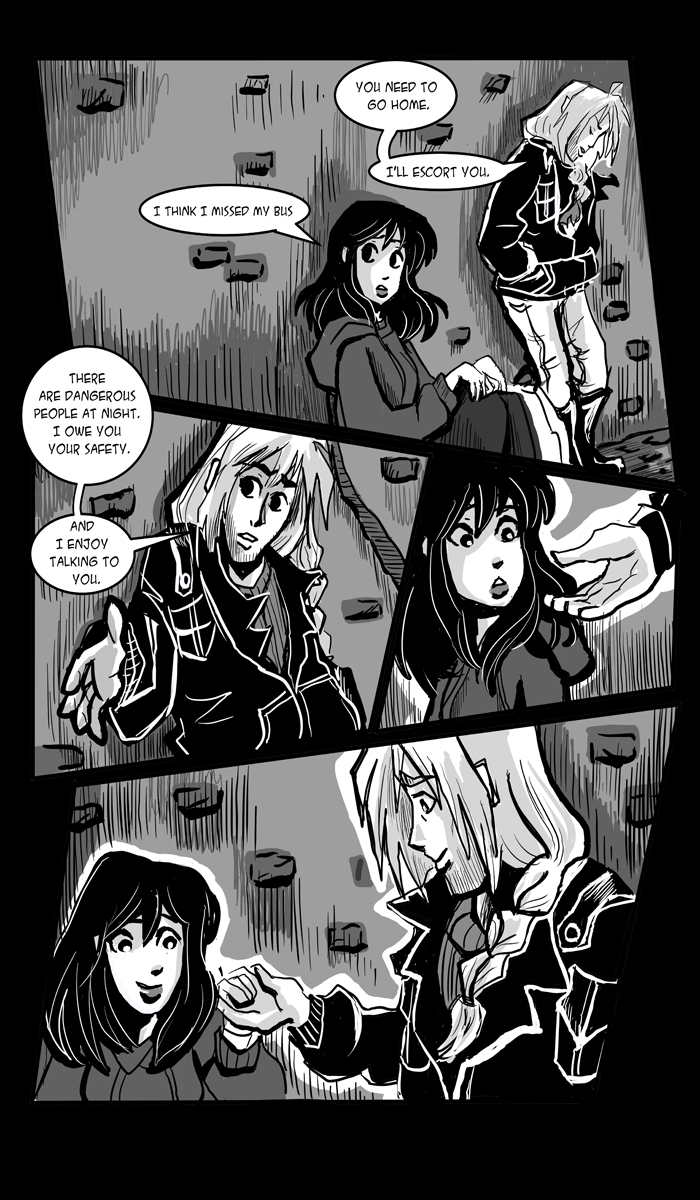 YOU NEED TO
GO HOME.
I'LL ESCORT YOU.
I THINK I MISSED MY BUS
THERE
ARE DANGEROUS
PEOPLE AT NIGHT.
I OWE YOU
YOUR SAFETY.
AND
I ENJOY
TALKING TO
YOU.